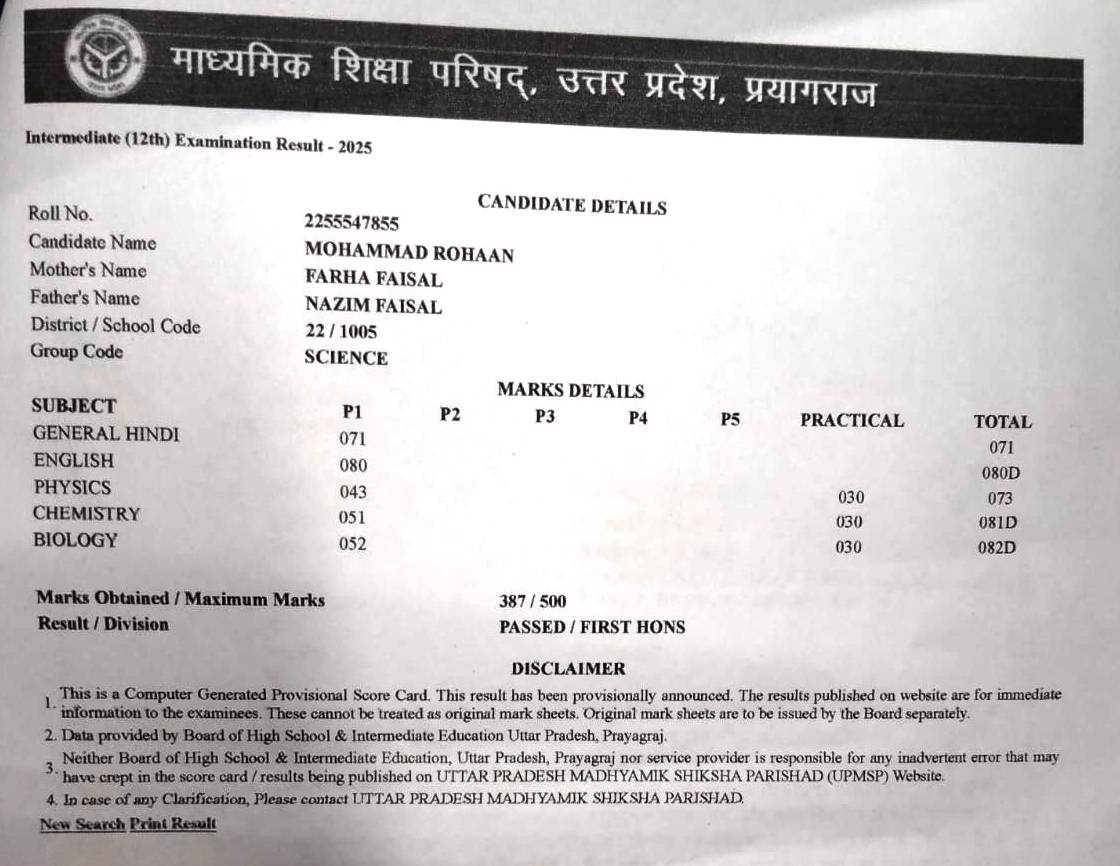 माध्यमिक शिक्षा परिषद्, उत्तर प्रदेश, प्रयागराज
Intermediate (12th) Examination Result - 2025
CANDIDATE DETAILS
Roll No. 2255547855
Candidate Name MOHAMMAD ROHAAN
Mother's Name FARHA FAISAL
Father's Name NAZIM FAISAL
District / School Code 22 / 1005
Group Code SCIENCE
MARKS DETAILS
SUBJECT P1 P2 P3 P4 P5 PRACTICAL TOTAL
GENERAL HINDI 071 071
ENGLISH 080 080D
PHYSICS 043 030 073
CHEMISTRY 051 030 081D
BIOLOGY 052 030 082D
Marks Obtained / Maximum Marks 387 / 500
Result / Division PASSED / FIRST HONS
DISCLAIMER
1. This is a Computer Generated Provisional Score Card. This result has been provisionally announced. The results published on website are for immediate
information to the examinees. These cannot be treated as original mark sheets. Original mark sheets are to be issued by the Board separately.
2. Data provided by Board of High School & Intermediate Education Uttar Pradesh, Prayagraj.
3. Neither Board of High School & Intermediate Education, Uttar Pradesh, Prayagraj nor service provider is responsible for any inadvertent error that may
have crept in the score card / results being published on UTTAR PRADESH MADHYAMIK SHIKSHA PARISHAD (UPMSP) Website.
4. In case of any Clarification, Please contact UTTAR PRADESH MADHYAMIK SHIKSHA PARISHAD.
New Search Print Result